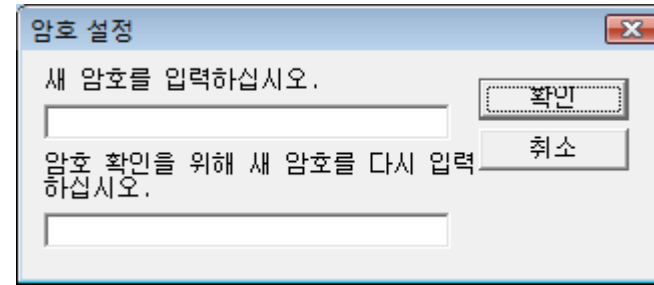 암호 설정
새 암호를 입력하십시오.
확인
취소
암호 확인을 위해 새 암호를 다시 입력
하십시오.